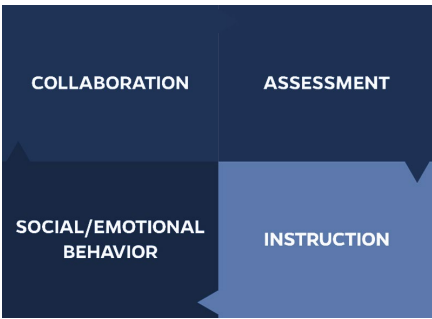 COLLABORATION
ASSESSMENT
SOCIAL/EMOTIONAL
BEHAVIOR
INSTRUCTION